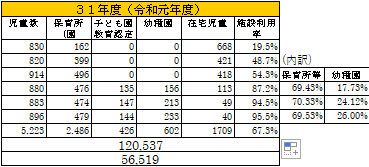 31年度（令和元年度）
児童数 保育所（園 子ども園教育認定 幼稚園 在宅児童 施設利用率
830 162 0 0 668 19.5%
820 399 0 0 421 48.7% (内訳)
914 496 0 0 418 54.3% 保育所等 幼稚園
880 476 135 156 113 87.2% 69.43% 17.73%
883 474 147 213 49 94.5% 70.33% 24.12%
896 479 144 233 40 95.5% 69.53% 26.00%
5,223 2,486 426 602 1709 67.3%
120,537
56,519